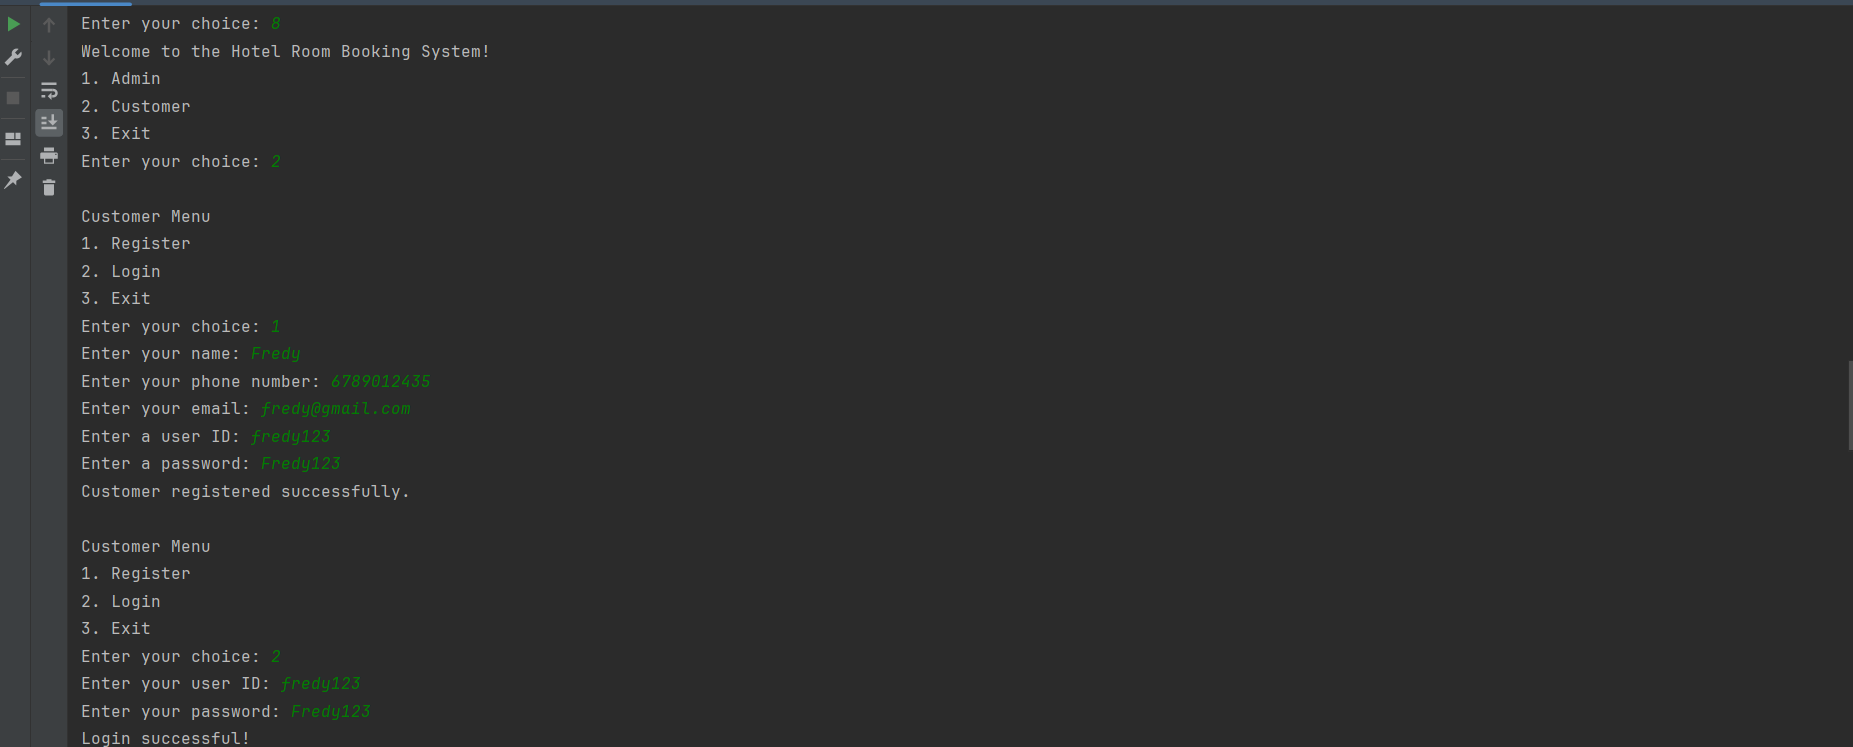 Enter your choice: 8
Welcome to the Hotel Room Booking System!
1. Admin
2. Customer
3. Exit
Enter your choice: 2
Customer Menu
1. Register
2. Login
3. Exit
Enter your choice: 1
Enter your name: Fredy
Enter your phone number: 6789012435
Enter your email: fredy@gmail.com
Enter a user ID: fredy123
Enter a password: Fredy123
Customer registered successfully.
Customer Menu
1. Register
2. Login
3. Exit
Enter your choice: 2
Enter your user ID: fredy123
Enter your password: Fredy123
Login successful!